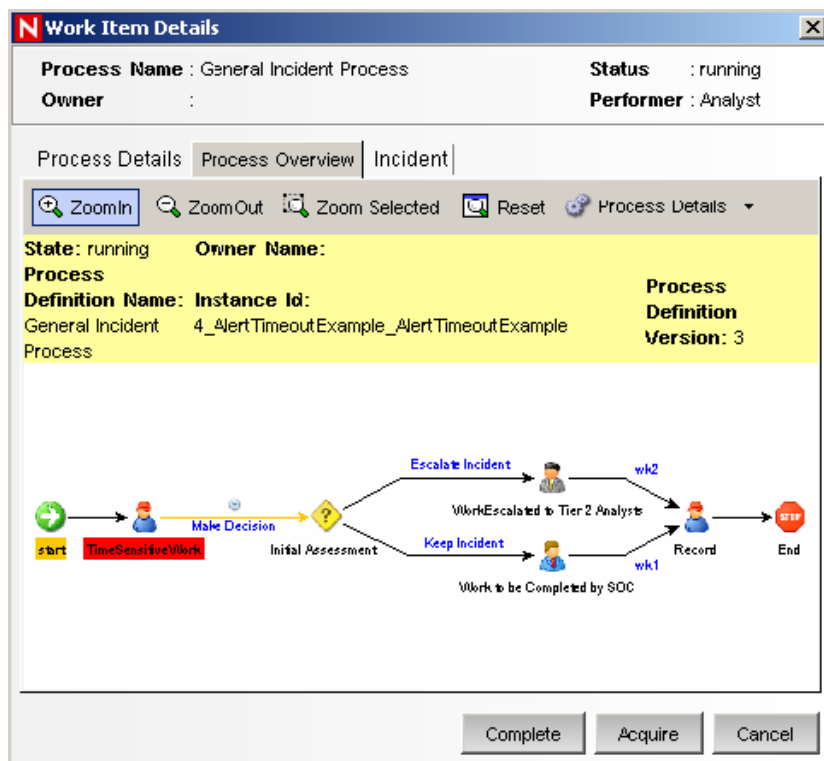 N Work Item Details
Process Name : General Incident Process
Status : running
Owner :
Performer : Analyst
Process Details Process Overview Incident
ZoomIn ZoomOut Zoom Selected Reset Process Details
State: running Owner Name:
Process
Definition Name: Instance Id:
General Incident 4_AlertTimeoutExample_AlertTimeoutExample
Process
Process
Definition
Version: 3
Escalate Incident
wk2
WorkEscalated to Tier 2 Analysts
Make Decision
?
STOP
start
TimeSensitiveWork
Initial Assessment
Keep Incident
Record
End
wk1
Work to be Completed by SOC
Complete Acquire Cancel